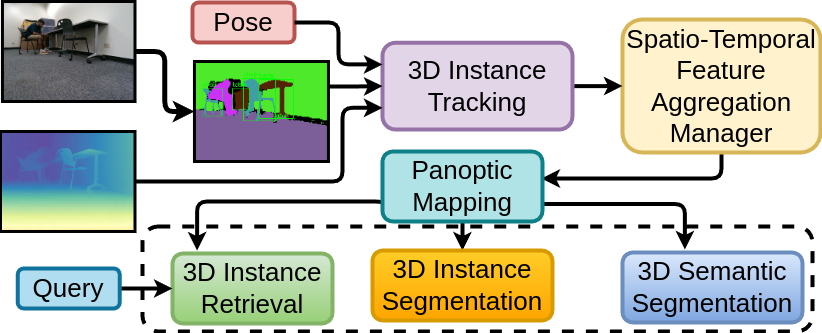 Pose
3D Instance
Tracking
Spatio-Temporal
Feature
Aggregation
Manager
Panoptic
Mapping
Query
3D Instance
Retrieval
3D Instance
Segmentation
3D Semantic
Segmentation